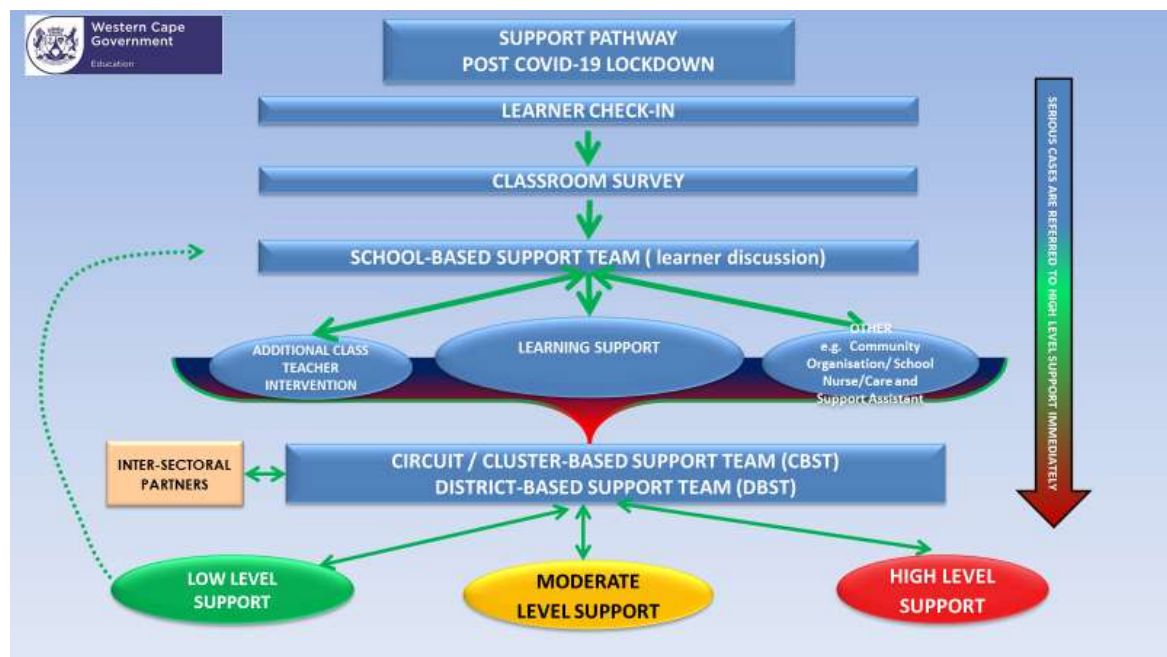 Western Cape
Government
Education
SUPPORT PATHWAY
POST COVID-19 LOCKDOWN
LEARNER CHECK-IN
CLASSROOM SURVEY
SCHOOL-BASED SUPPORT TEAM ( learner discussion)
ADDITIONAL CLASS
TEACHER
INTERVENTION
LEARNING SUPPORT
OTHER
e.g. Community
Organisation/ School
Nurse/Care and
Support Assistant
INTER-SECTORAL
PARTNERS
CIRCUIT / CLUSTER-BASED SUPPORT TEAM (CBST)
DISTRICT-BASED SUPPORT TEAM (DBST)
LOW LEVEL
SUPPORT
MODERATE
LEVEL SUPPORT
HIGH LEVEL
SUPPORT
SERIOUS CASES ARE REFERRED TO HIGH LEVEL SUPPORT IMMEDIATELY